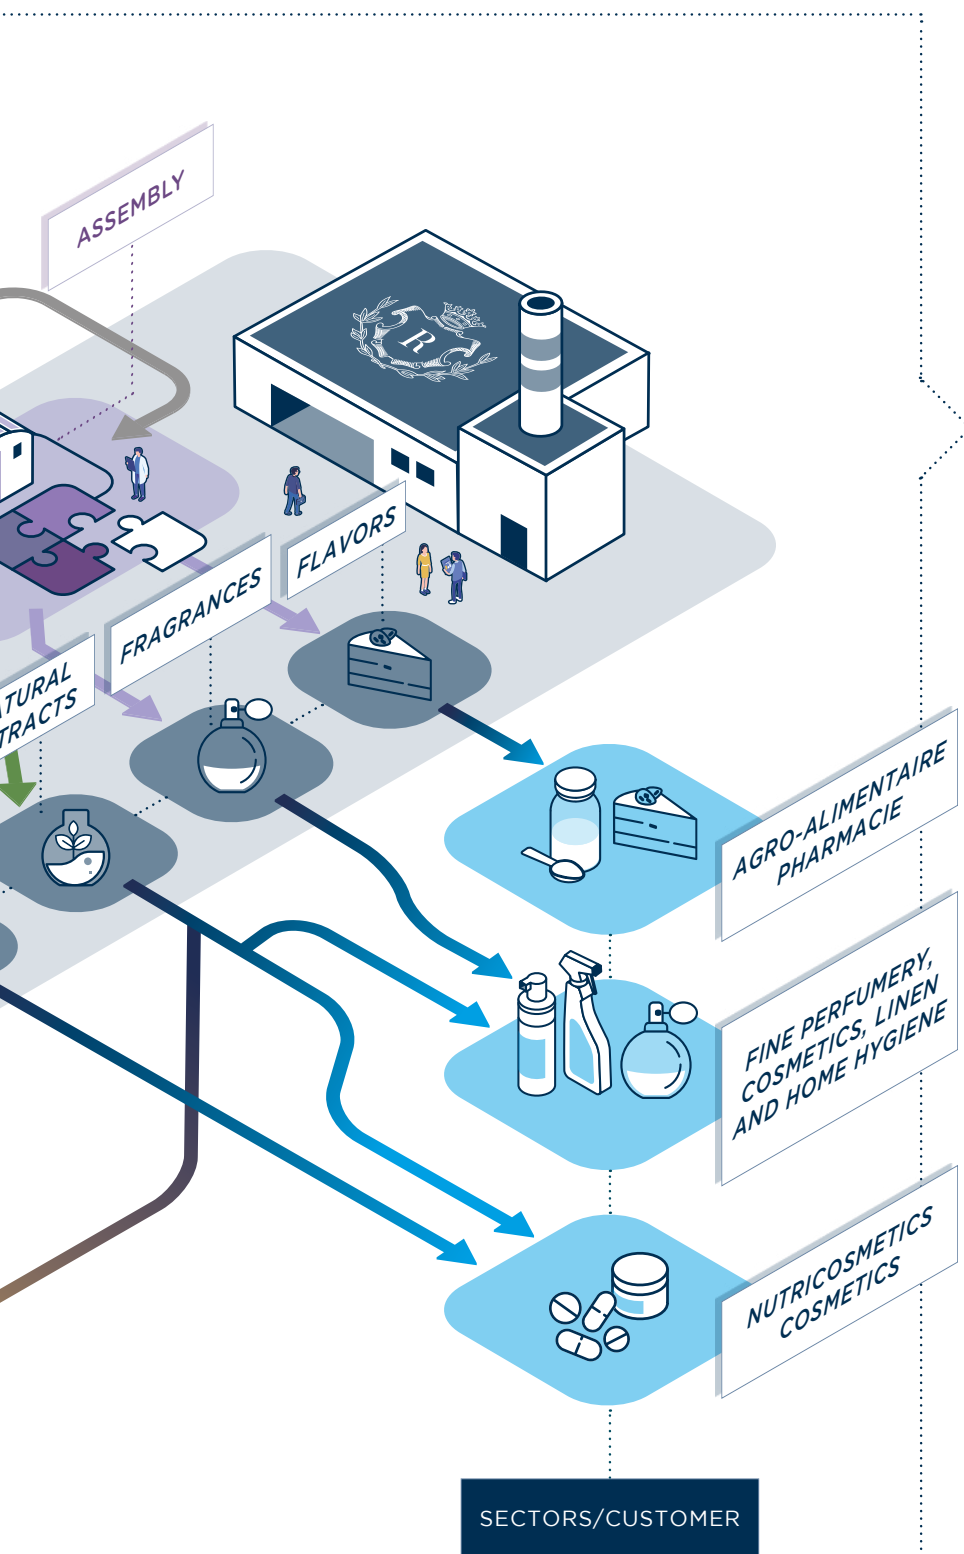 ASSEMBLY
R
FLAVORS
FRAGRANCES
AGRO-ALIMENTAIRE
PHARMACIE
FINE PERFUMERY,
COSMETICS, LINEN
AND HOME HYGIENE
NUTRICOSMETICS
COSMETICS
SECTORS/CUSTOMER